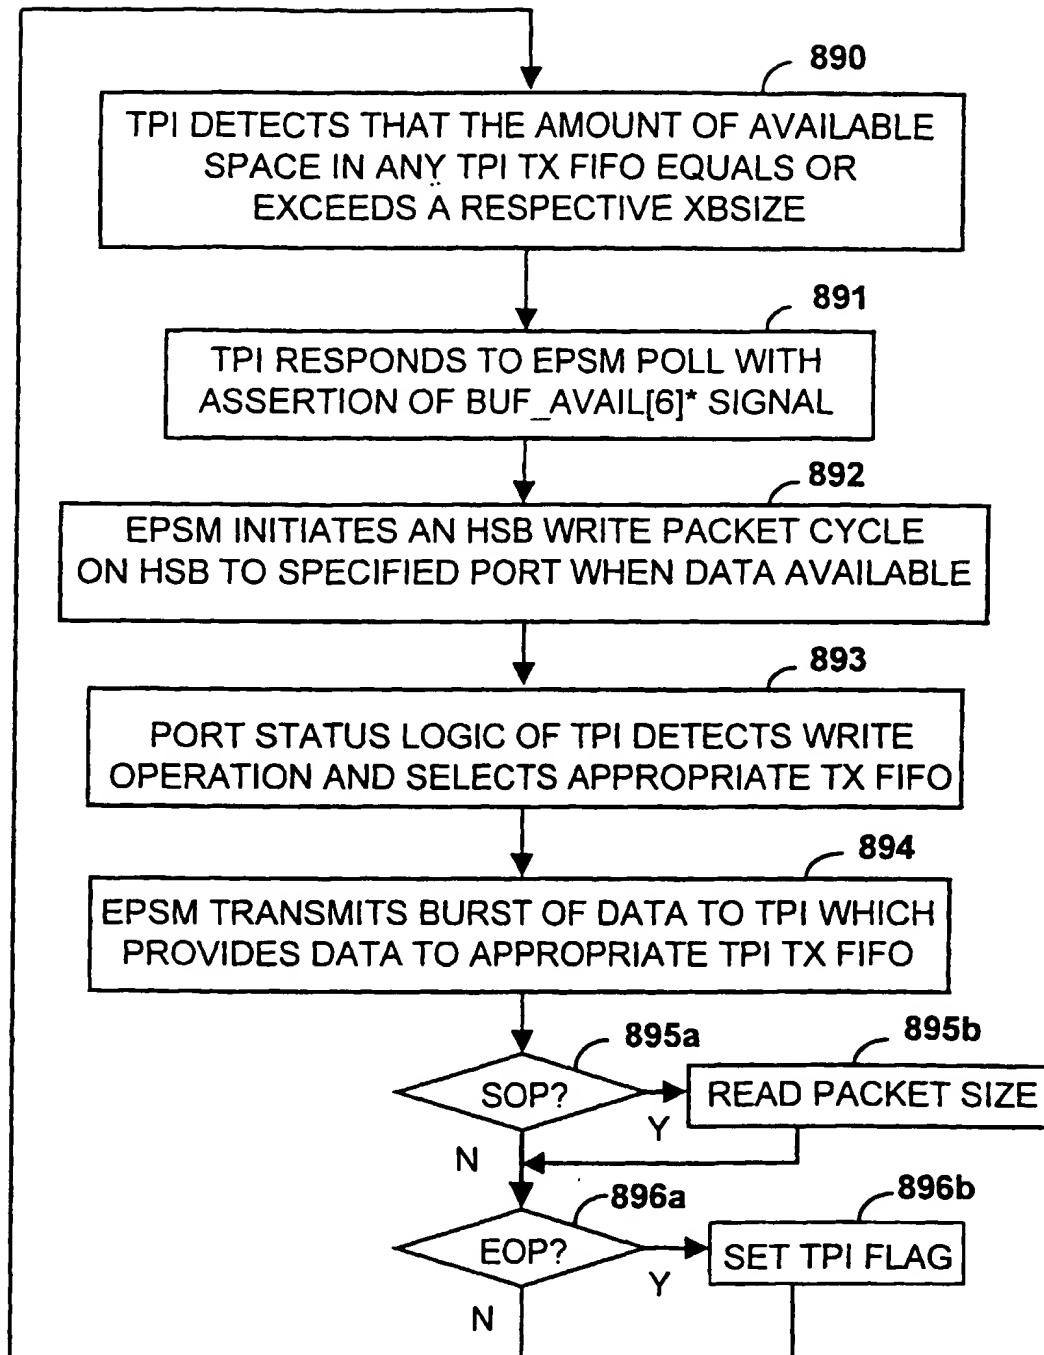 890
TPI DETECTS THAT THE AMOUNT OF AVAILABLE
SPACE IN ANY TPI TX FIFO EQUALS OR
EXCEEDS A RESPECTIVE XBSIZE
891
TPI RESPONDS TO EPSM POLL WITH
ASSERTION OF BUF_AVAIL[6]* SIGNAL
892
EPSM INITIATES AN HSB WRITE PACKET CYCLE
ON HSB TO SPECIFIED PORT WHEN DATA AVAILABLE
893
PORT STATUS LOGIC OF TPI DETECTS WRITE
OPERATION AND SELECTS APPROPRIATE TX FIFO
894
EPSM TRANSMITS BURST OF DATA TO TPI WHICH
PROVIDES DATA TO APPROPRIATE TPI TX FIFO
895a
895b
SOP?
Y
READ PACKET SIZE
N
896a
896b
EOP?
Y
SET TPI FLAG
N